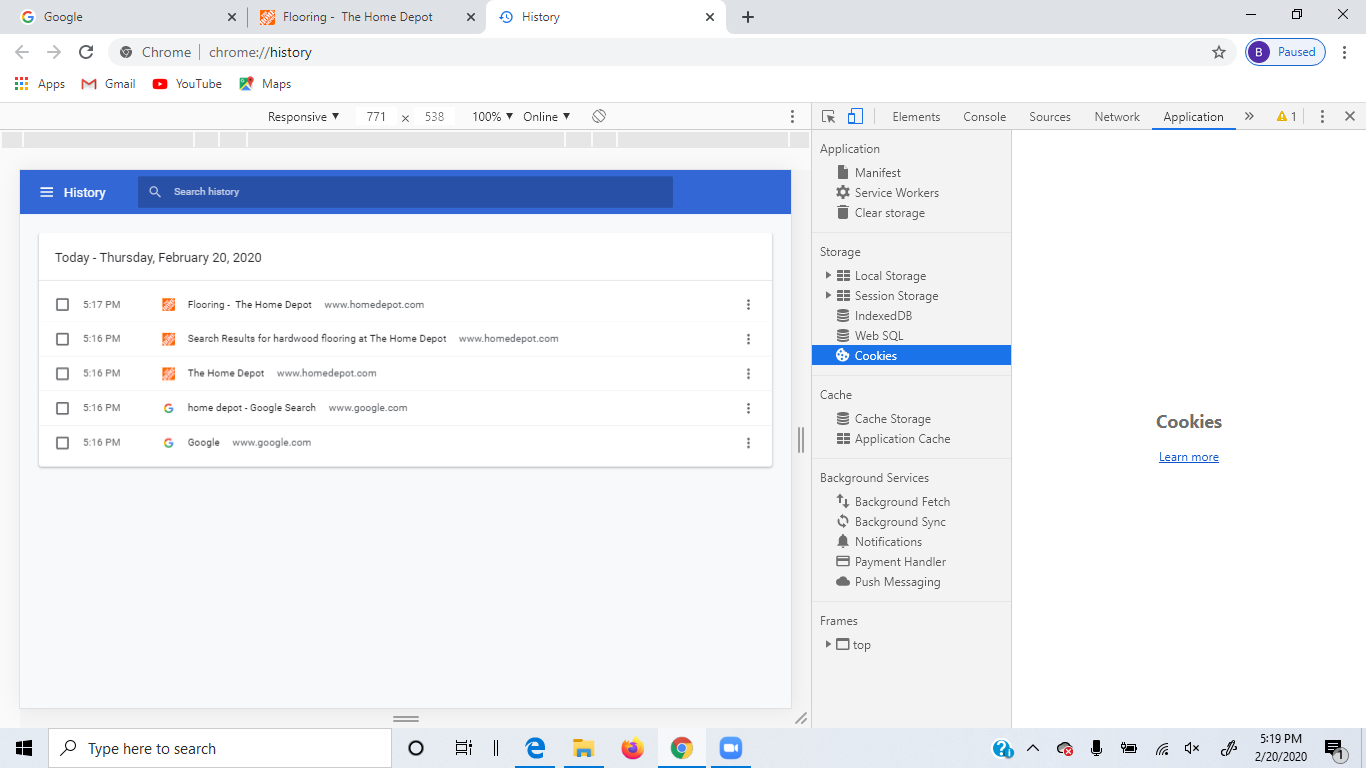 Google
Flooring - The Home Depot
History
Chrome chrome://history
B Paused
Apps Gmail YouTube Maps
Responsive 771 x 538 100% Online
Elements Console Sources Network Application 1
History Search history
Today - Thursday, February 20, 2020
5:17 PM Flooring - The Home Depot www.homedepot.com
5:16 PM Search Results for hardwood flooring at The Home Depot www.homedepot.com
5:16 PM The Home Depot www.homedepot.com
5:16 PM home depot - Google Search www.google.com
5:16 PM Google www.google.com
Application
Manifest
Service Workers
Clear storage
Storage
Local Storage
Session Storage
IndexedDB
Web SQL
Cookies
Cache
Cache Storage
Application Cache
Background Services
Background Fetch
Background Sync
Notifications
Payment Handler
Push Messaging
Frames
top
Cookies
Learn more
Type here to search
5:19 PM
2/20/2020
1